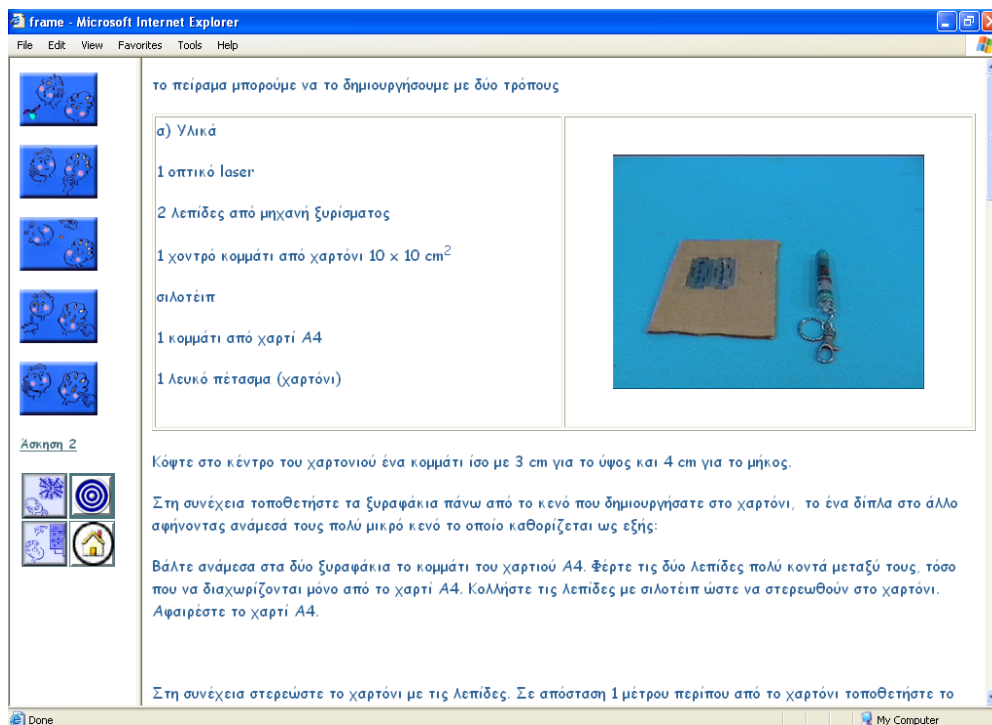 frame - Microsoft Internet Explorer
File Edit View Favorites Tools Help
το πείραμα μπορούμε να το δημιουργήσουμε με δύο τρόπους
α) Υλικά
1 οπτικό laser
2 λεπίδες από μηχανή ξυρίσματος
1 χοντρό κομμάτι από χαρτόνι 10 x 10 cm²
σιλοτέιπ
1 κομμάτι από χαρτί Α4
1 λευκό πέτασμα (χαρτόνι)
Άσκηση 2
Κόψτε στο κέντρο του χαρτονιού ένα κομμάτι ίσο με 3 cm για το ύψος και 4 cm για το μήκος.
Στη συνέχεια τοποθετήστε τα ξυραφάκια πάνω από το κενό που δημιουργήσατε στο χαρτόνι, το ένα δίπλα στο άλλο
αφήνοντας ανάμεσά τους πολύ μικρό κενό το οποίο καθορίζεται ως εξής:
Βάλτε ανάμεσα στα δύο ξυραφάκια το κομμάτι του χαρτιού Α4. Φέρτε τις δύο λεπίδες πολύ κοντά μεταξύ τους, τόσο
που να διαχωρίζονται μόνο από το χαρτί Α4. Κολλήστε τις λεπίδες με σιλοτέιπ ώστε να στερεωθούν στο χαρτόνι.
Αφαιρέστε το χαρτί Α4.
Στη συνέχεια στερεώστε το χαρτόνι με τις λεπίδες. Σε απόσταση 1 μέτρου περίπου από το χαρτόνι τοποθετήστε το
Done
My Computer